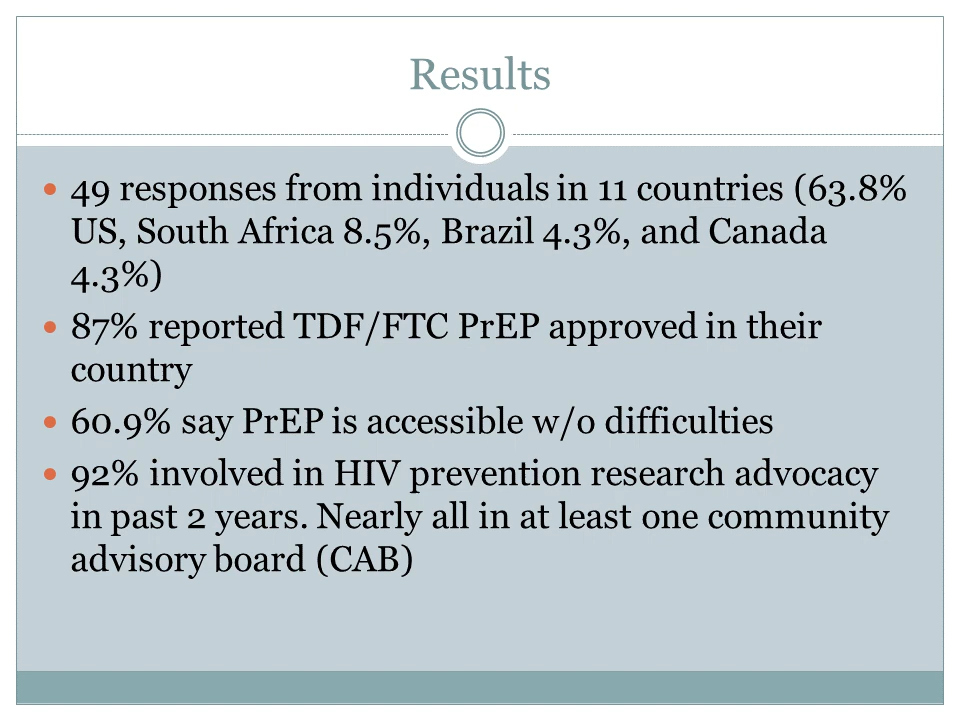 Results
• 49 responses from individuals in 11 countries (63.8%
US, South Africa 8.5%, Brazil 4.3%, and Canada
4.3%)
• 87% reported TDF/FTC PrEP approved in their
country
• 60.9% say PrEP is accessible w/o difficulties
• 92% involved in HIV prevention research advocacy
in past 2 years. Nearly all in at least one community
advisory board (CAB)